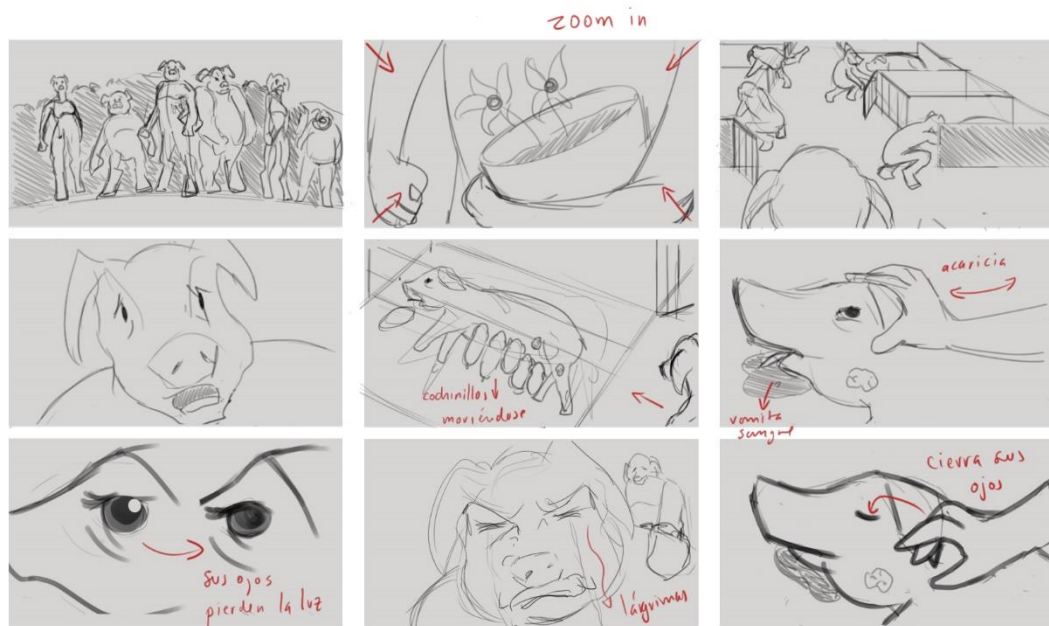 zoom in
cochinillos
moviéndose
acaricia
vomita
sangre
sus ojos
pierden la luz
lágrimas
cierra sus
ojos